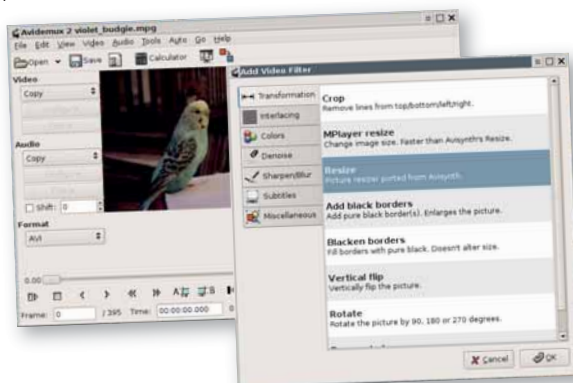 Avidemux 2 violet_budgie.mpg
File Edit View Video Audio Tools Auto Go Help
Open Save Calculator
Video
Copy
Audio
Copy
Shift: 0
Format
AVI
0.00
A B
Frame: 0 / 395 Time: 00:00:00.000 0
Add Video Filter
Transformation
Interlacing
Colors
Denoise
Sharpen/Blur
Subtitles
Miscellaneous
Crop
Remove lines from top/bottom/left/right.
MPlayer resize
Change image size. Faster than Avisynth's Resize.
Resize
Picture resizer ported from Avisynth.
Add black borders
Add pure black border(s). Enlarges the picture.
Blacken borders
Fill borders with pure black. Doesn't alter size.
Vertical flip
Vertically flip the picture.
Rotate
Rotate the picture by 90, 180 or 270 degrees.
Cancel
OK